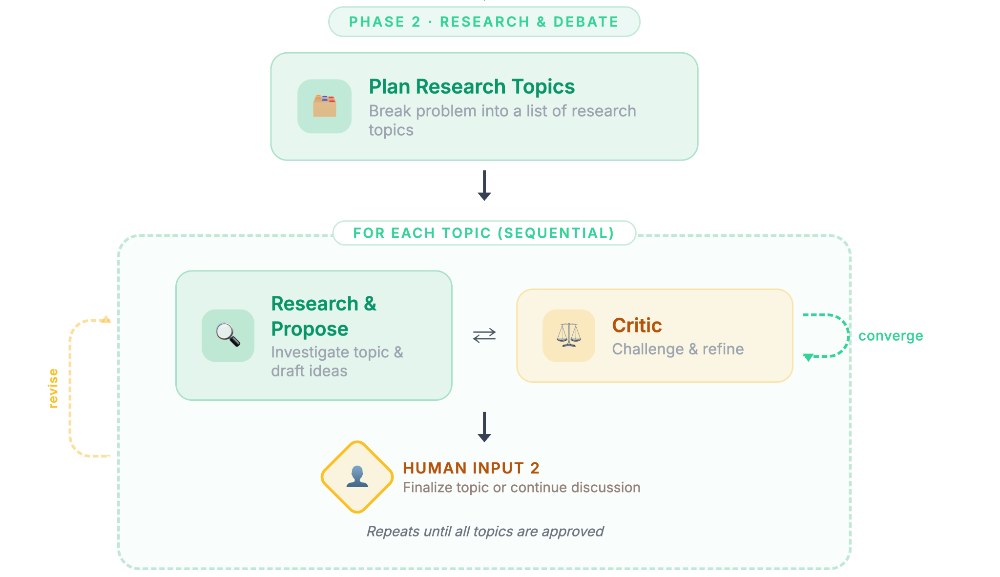 PHASE 2 · RESEARCH & DEBATE
Plan Research Topics
Break problem into a list of research
topics
FOR EACH TOPIC (SEQUENTIAL)
Research &
Propose
Investigate topic &
draft ideas
Critic
Challenge & refine
converge
revise
HUMAN INPUT 2
Finalize topic or continue discussion
Repeats until all topics are approved